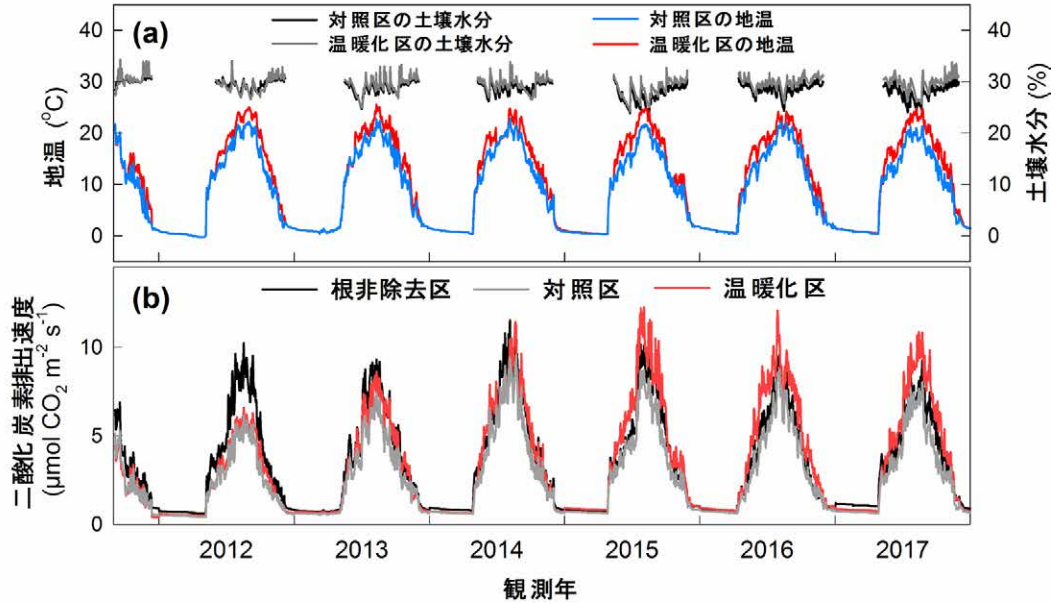 (a)
対照区の土壌水分
対照区の地温
温暖化区の土壌水分
温暖化区の地温
地温 (°C)
40
30
20
10
0
土壌水分 (%)
40
30
20
10
0
(b)
根非除去区
対照区
温暖化区
二酸化炭素排出速度
(μmol CO₂ m⁻² s⁻¹)
10
5
0
2012 2013 2014 2015 2016 2017
観測年